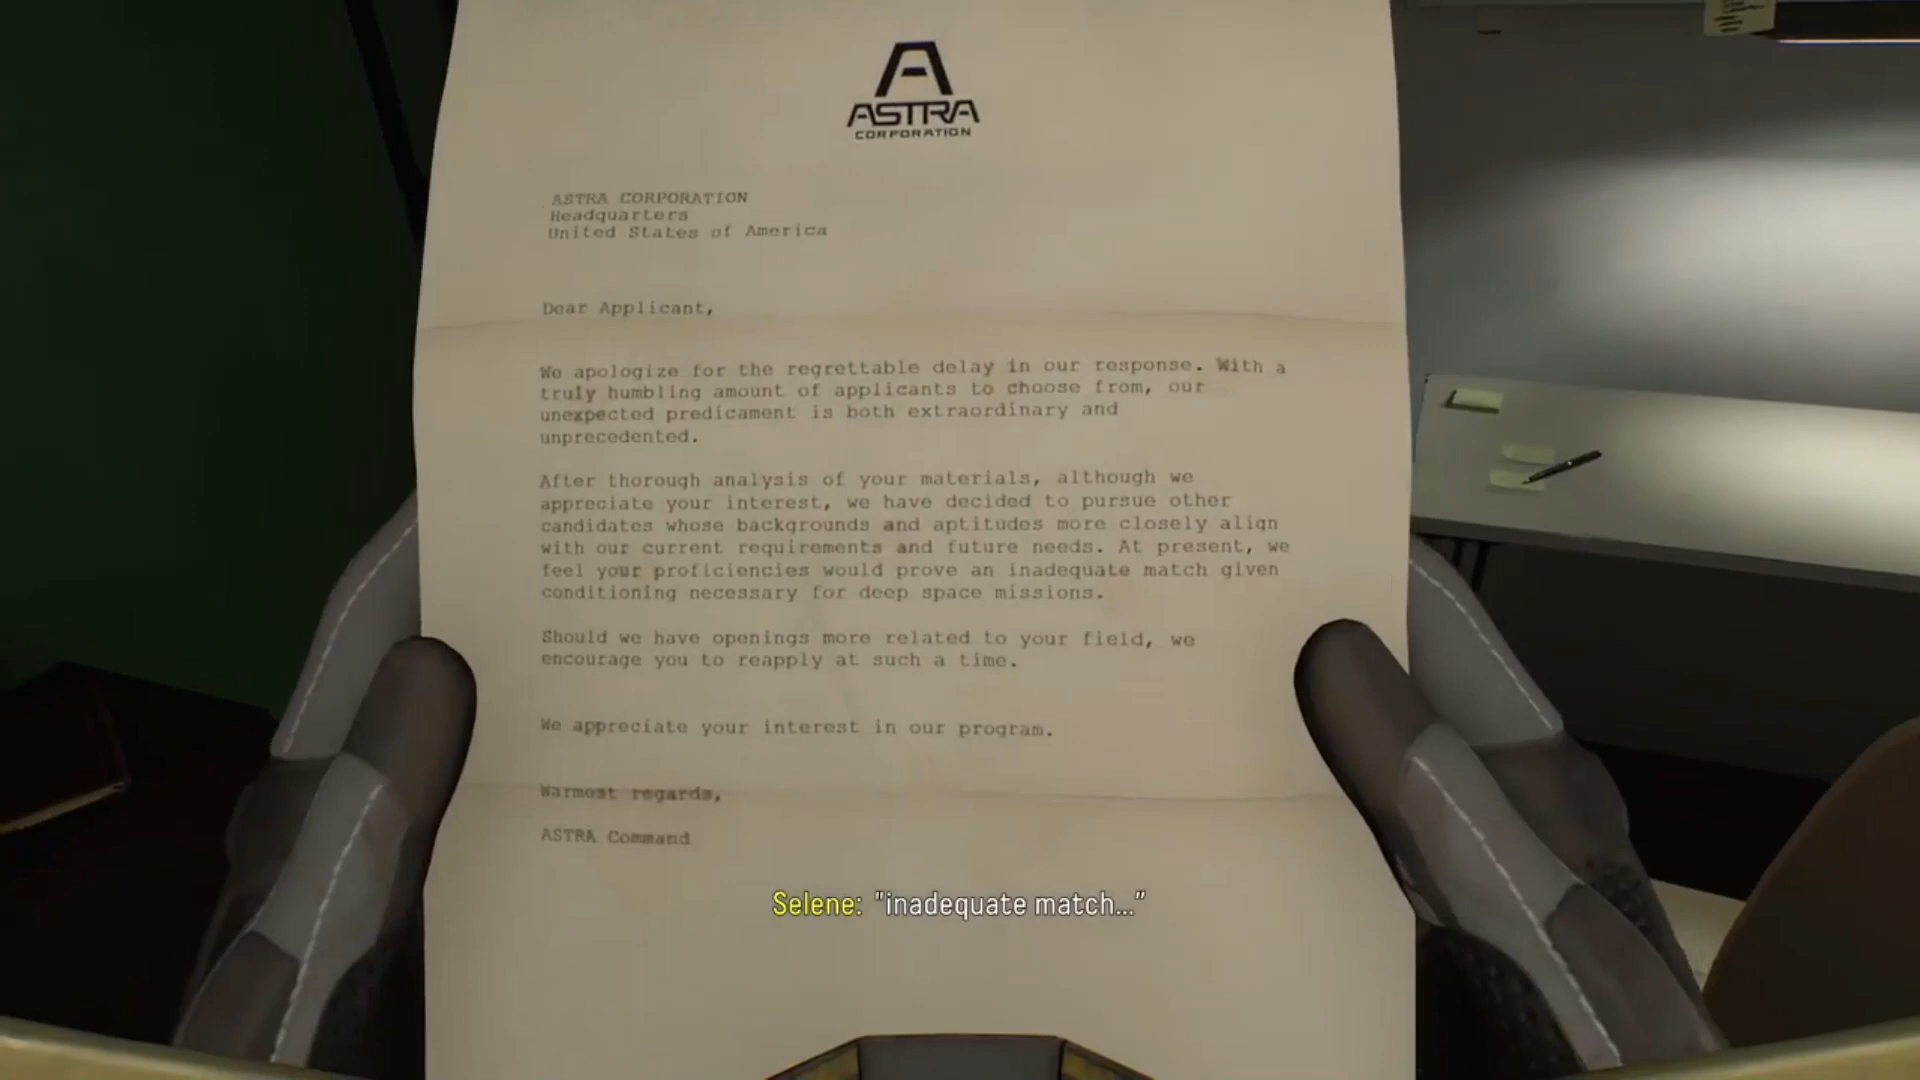 A
ASTRA
CORPORATION
ASTRA CORPORATION
Headquarters
United States of America
Dear Applicant,
We apologize for the regrettable delay in our response. With a
truly humbling amount of applicants to choose from, our
unexpected predicament is both extraordinary and
unprecedented.
After thorough analysis of your materials, although we
appreciate your interest, we have decided to pursue other
candidates whose backgrounds and aptitudes more closely align
with our current requirements and future needs. At present, we
feel your proficiencies would prove an inadequate match given
conditioning necessary for deep space missions.
Should we have openings more related to your field, we
encourage you to reapply at such a time.
We appreciate your interest in our program.
Warmest regards,
ASTRA Command
Selene: "inadequate match..."